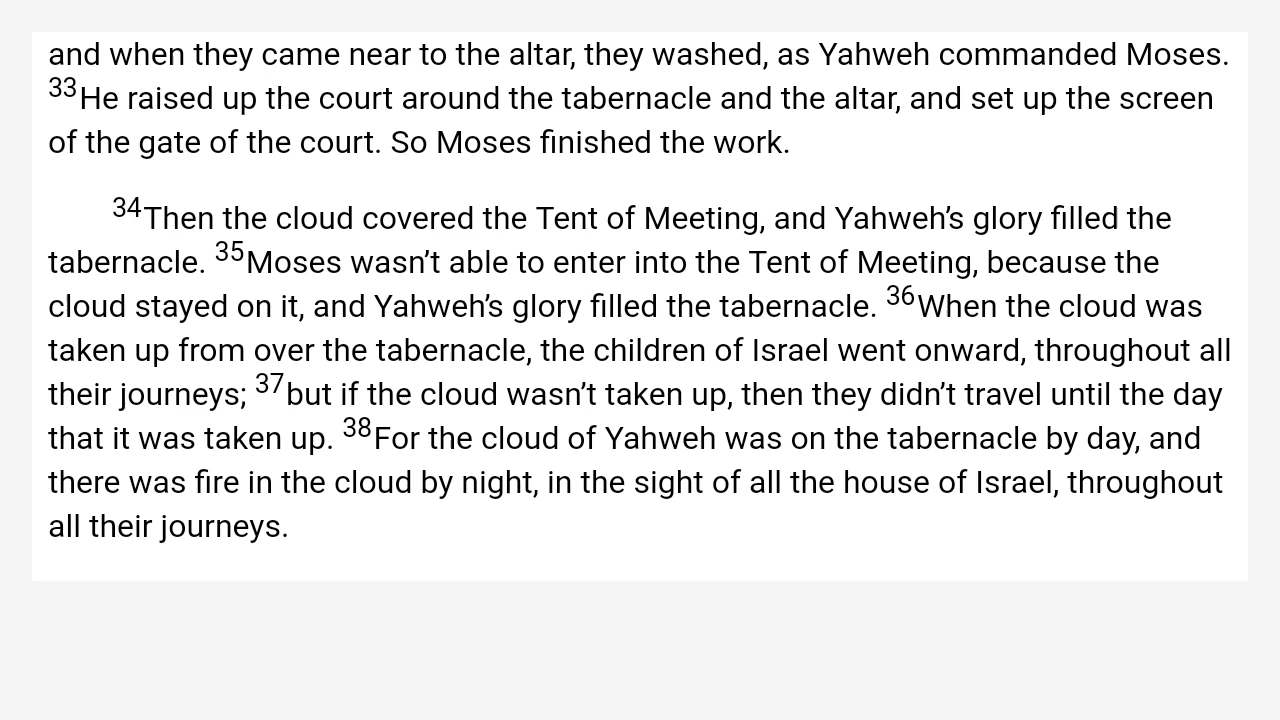 and when they came near to the altar, they washed, as Yahweh commanded Moses.
33He raised up the court around the tabernacle and the altar, and set up the screen
of the gate of the court. So Moses finished the work.
34Then the cloud covered the Tent of Meeting, and Yahweh’s glory filled the
tabernacle. 35Moses wasn’t able to enter into the Tent of Meeting, because the
cloud stayed on it, and Yahweh’s glory filled the tabernacle. 36When the cloud was
taken up from over the tabernacle, the children of Israel went onward, throughout all
their journeys; 37but if the cloud wasn’t taken up, then they didn’t travel until the day
that it was taken up. 38For the cloud of Yahweh was on the tabernacle by day, and
there was fire in the cloud by night, in the sight of all the house of Israel, throughout
all their journeys.